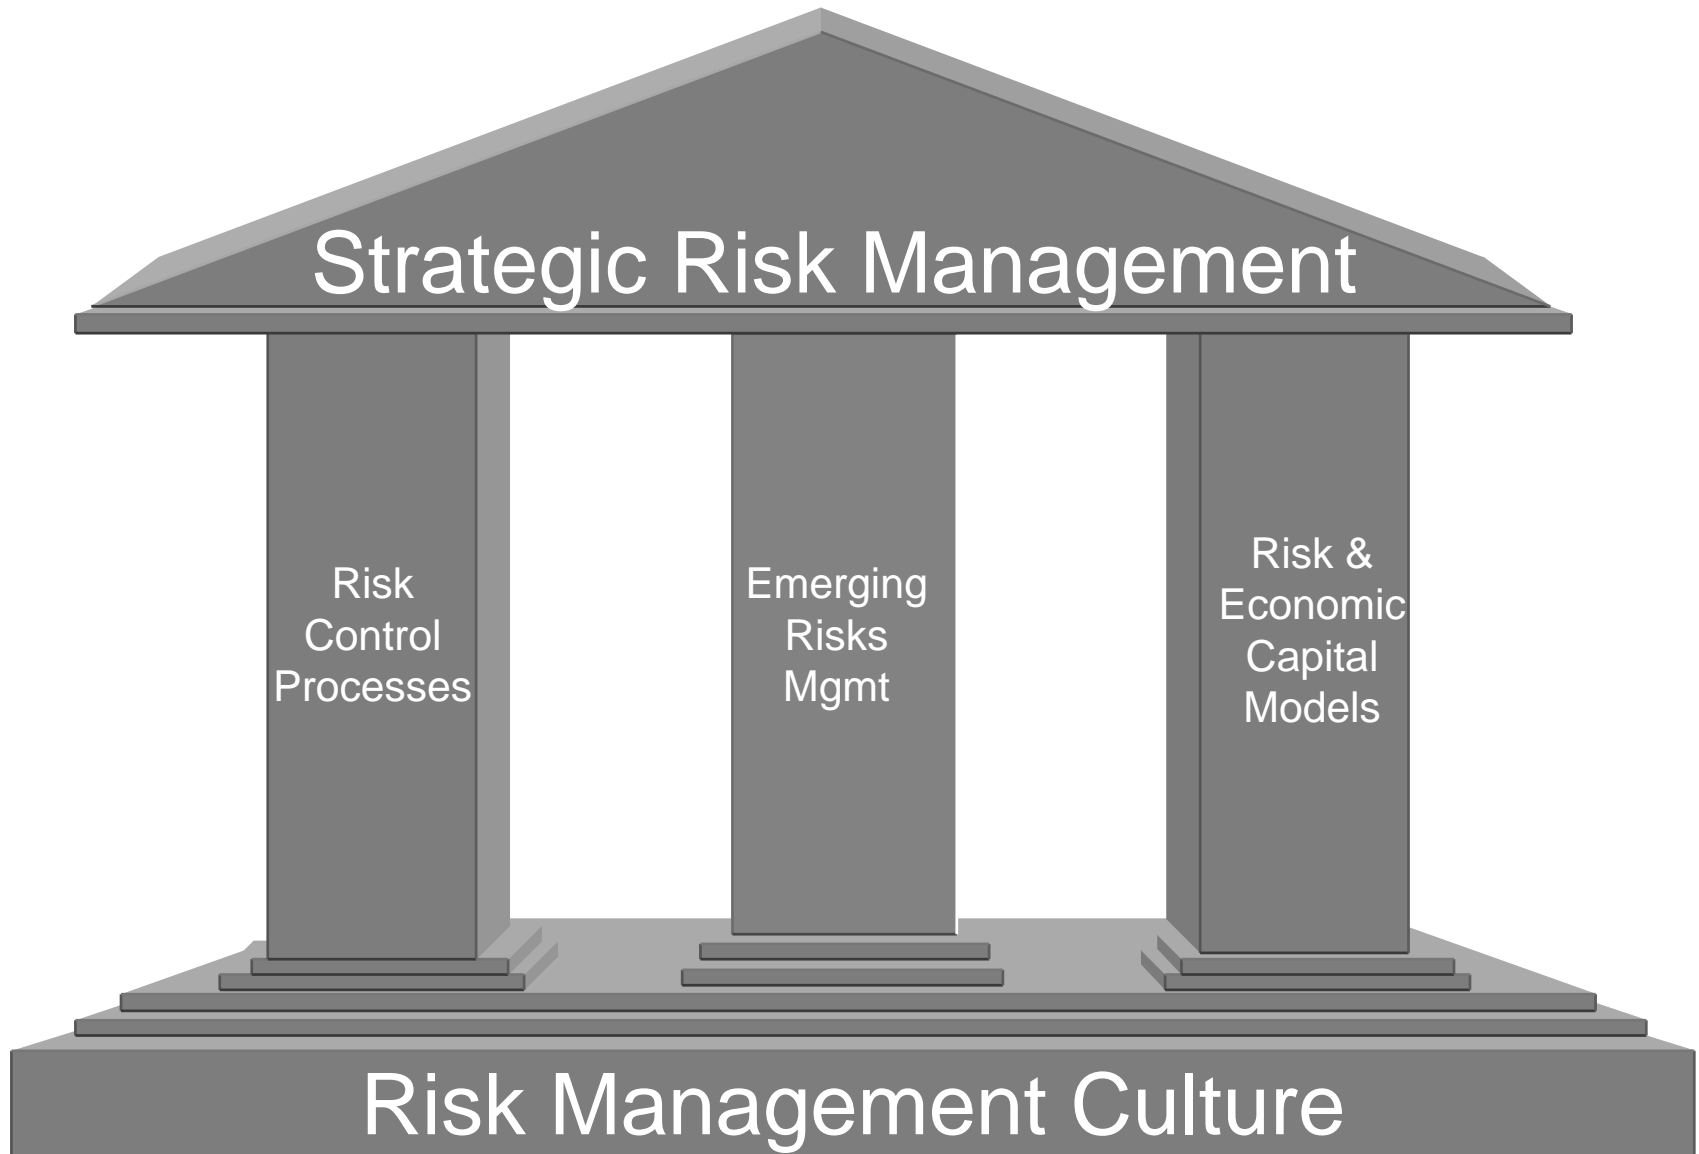 Strategic Risk Management
Risk
Control
Processes
Emerging
Risks
Mgmt
Risk &
Economic
Capital
Models
Risk Management Culture